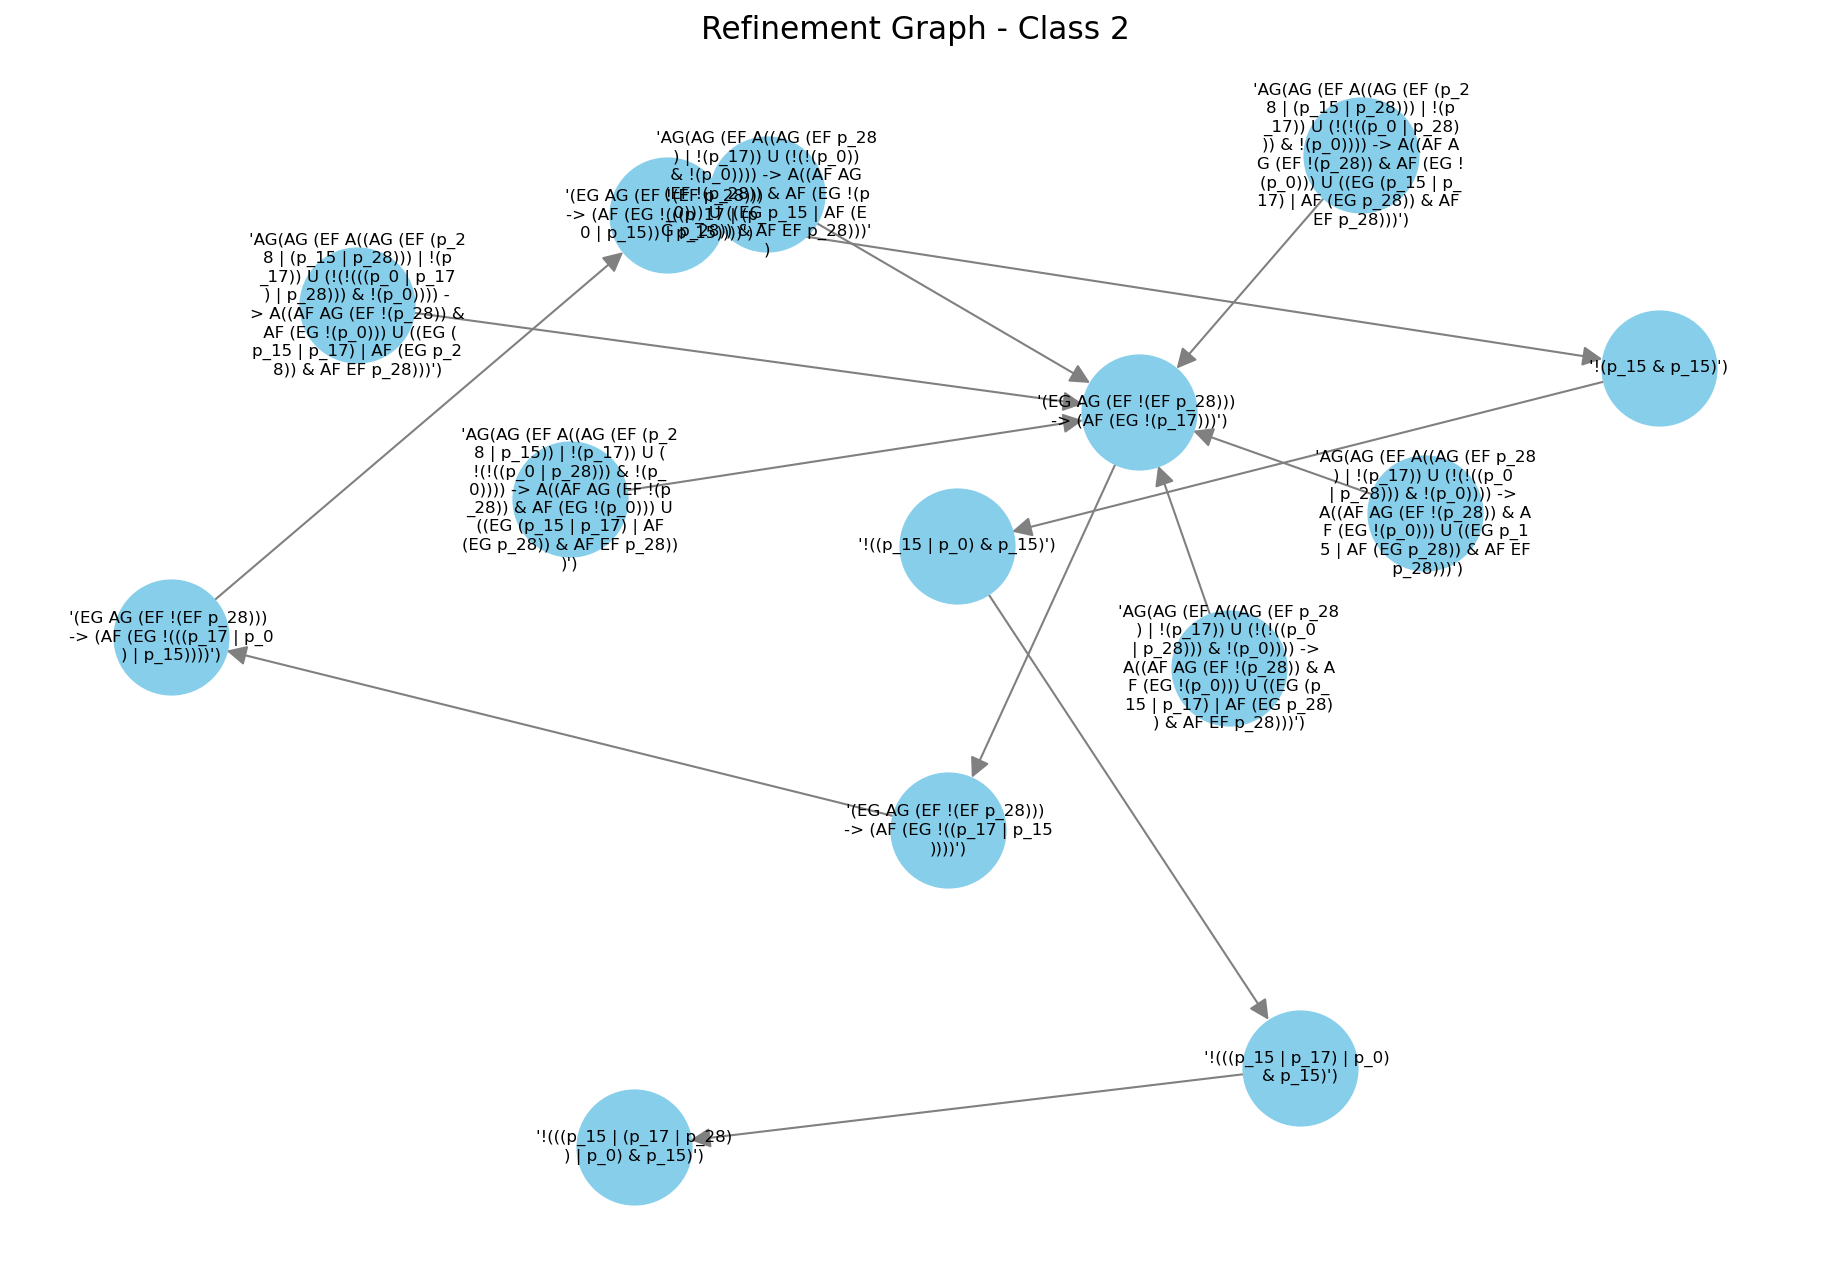 Refinement Graph - Class 2
'AG(AG (EF A((AG (EF (p_2
8 | (p_15 | p_28))) | !(p
_17)) U (!(!((p_0 | p_28)
)) & !(p_0)))) -> A((AF A
G (EF !(p_28)) & AF (EG !
(p_0))) U ((EG (p_15 | p_
17) | AF (EG p_28)) & AF
EF p_28)))')
'AG(AG (EF A((AG (EF p_28
) | !(p_17)) U (!(!(p_0))
& !(p_0)))) -> A((AF AG
(EF !(p_28)) & AF (EG !(p
_0))) U ((EG p_15 | AF (E
G p_28)) & AF EF p_28)))'
)
'(EG AG (EF !(EF p_28)))
-> (AF (EG !(((p_17 | (p_
0 | p_15)) | p_15))))')
'AG(AG (EF A((AG (EF (p_2
8 | (p_15 | p_28))) | !(p
_17)) U (!(!(((p_0 | p_17
) | p_28))) & !(p_0)))) -
> A((AF AG (EF !(p_28)) &
AF (EG !(p_0))) U ((EG (
p_15 | p_17) | AF (EG p_2
8)) & AF EF p_28)))')
'!(p_15 & p_15)')
'(EG AG (EF !(EF p_28)))
-> (AF (EG !(p_17)))')
'AG(AG (EF A((AG (EF (p_2
8 | p_15)) | !(p_17)) U (
!(!((p_0 | p_28))) & !(p_
0)))) -> A((AF AG (EF !(p
_28)) & AF (EG !(p_0))) U
((EG (p_15 | p_17) | AF
(EG p_28)) & AF EF p_28))
)')
'AG(AG (EF A((AG (EF p_28
) | !(p_17)) U (!(!((p_0
| p_28))) & !(p_0)))) ->
A((AF AG (EF !(p_28)) & A
F (EG !(p_0))) U ((EG p_1
5 | AF (EG p_28)) & AF EF
p_28)))')
'!((p_15 | p_0) & p_15)')
'(EG AG (EF !(EF p_28)))
-> (AF (EG !(((p_17 | p_0
) | p_15))))')
'AG(AG (EF A((AG (EF p_28
) | !(p_17)) U (!(!((p_0
| p_28))) & !(p_0)))) ->
A((AF AG (EF !(p_28)) & A
F (EG !(p_0))) U ((EG (p_
15 | p_17) | AF (EG p_28)
) & AF EF p_28)))')
'(EG AG (EF !(EF p_28)))
-> (AF (EG !((p_17 | p_15
))))')
'!(((p_15 | p_17) | p_0)
& p_15)')
'!(((p_15 | (p_17 | p_28)
) | p_0) & p_15)')